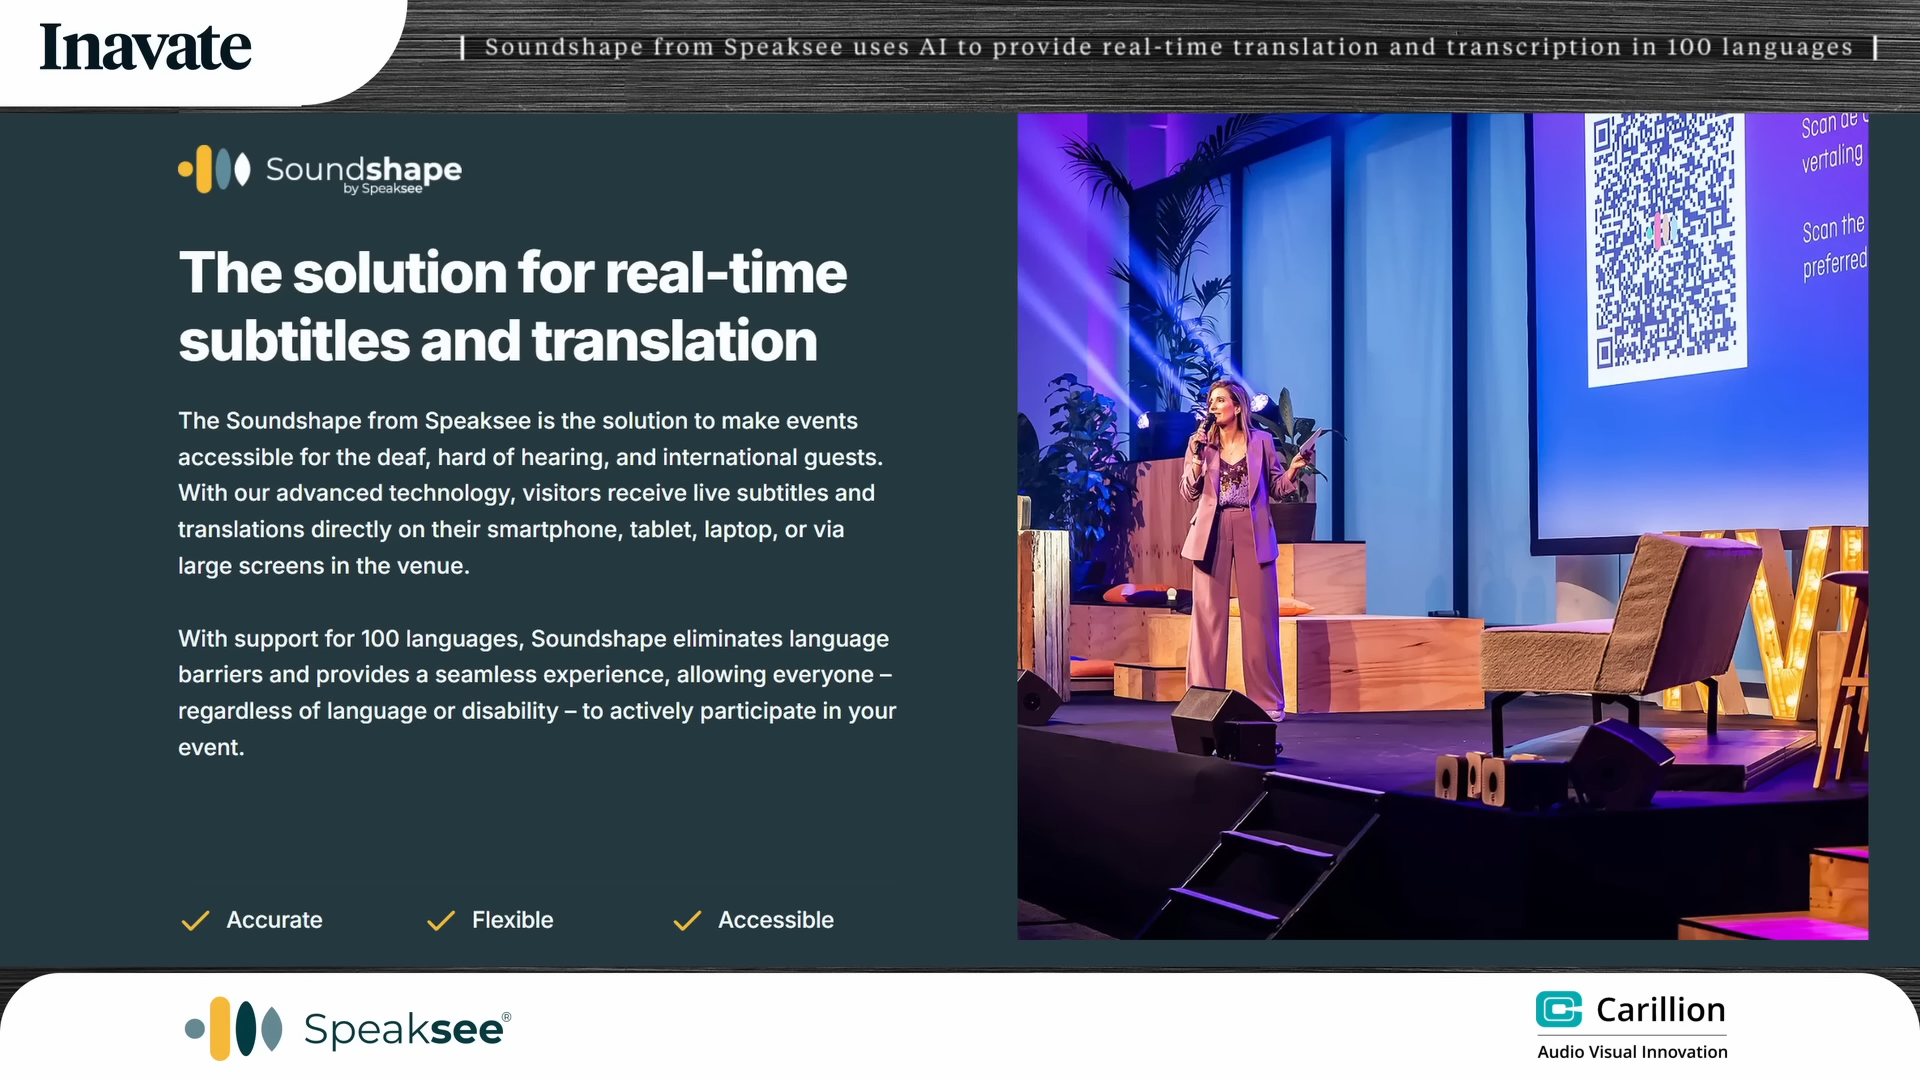 Inavate
| Soundshape from Speaksee uses AI to provide real-time translation and transcription in 100 languages |
Soundshape
by Speaksee
The solution for real-time
subtitles and translation
The Soundshape from Speaksee is the solution to make events
accessible for the deaf, hard of hearing, and international guests.
With our advanced technology, visitors receive live subtitles and
translations directly on their smartphone, tablet, laptop, or via
large screens in the venue.
With support for 100 languages, Soundshape eliminates language
barriers and provides a seamless experience, allowing everyone –
regardless of language or disability – to actively participate in your
event.
Accurate
Flexible
Accessible
Scan de
vertaling
Scan the
preferred
Speaksee®
Carillion
Audio Visual Innovation